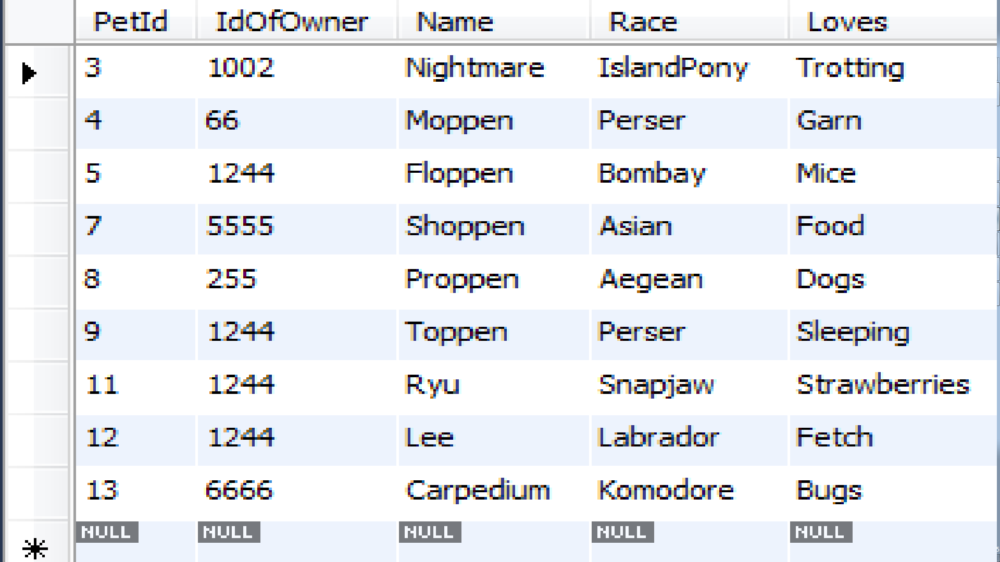 PetId IdOfOwner Name Race Loves
3 1002 Nightmare IslandPony Trotting
4 66 Moppen Perser Garn
5 1244 Floppen Bombay Mice
7 5555 Shoppen Asian Food
8 255 Proppen Aegean Dogs
9 1244 Toppen Perser Sleeping
11 1244 Ryu Snapjaw Strawberries
12 1244 Lee Labrador Fetch
13 6666 Carpedium Komodore Bugs
NULL NULL NULL NULL NULL